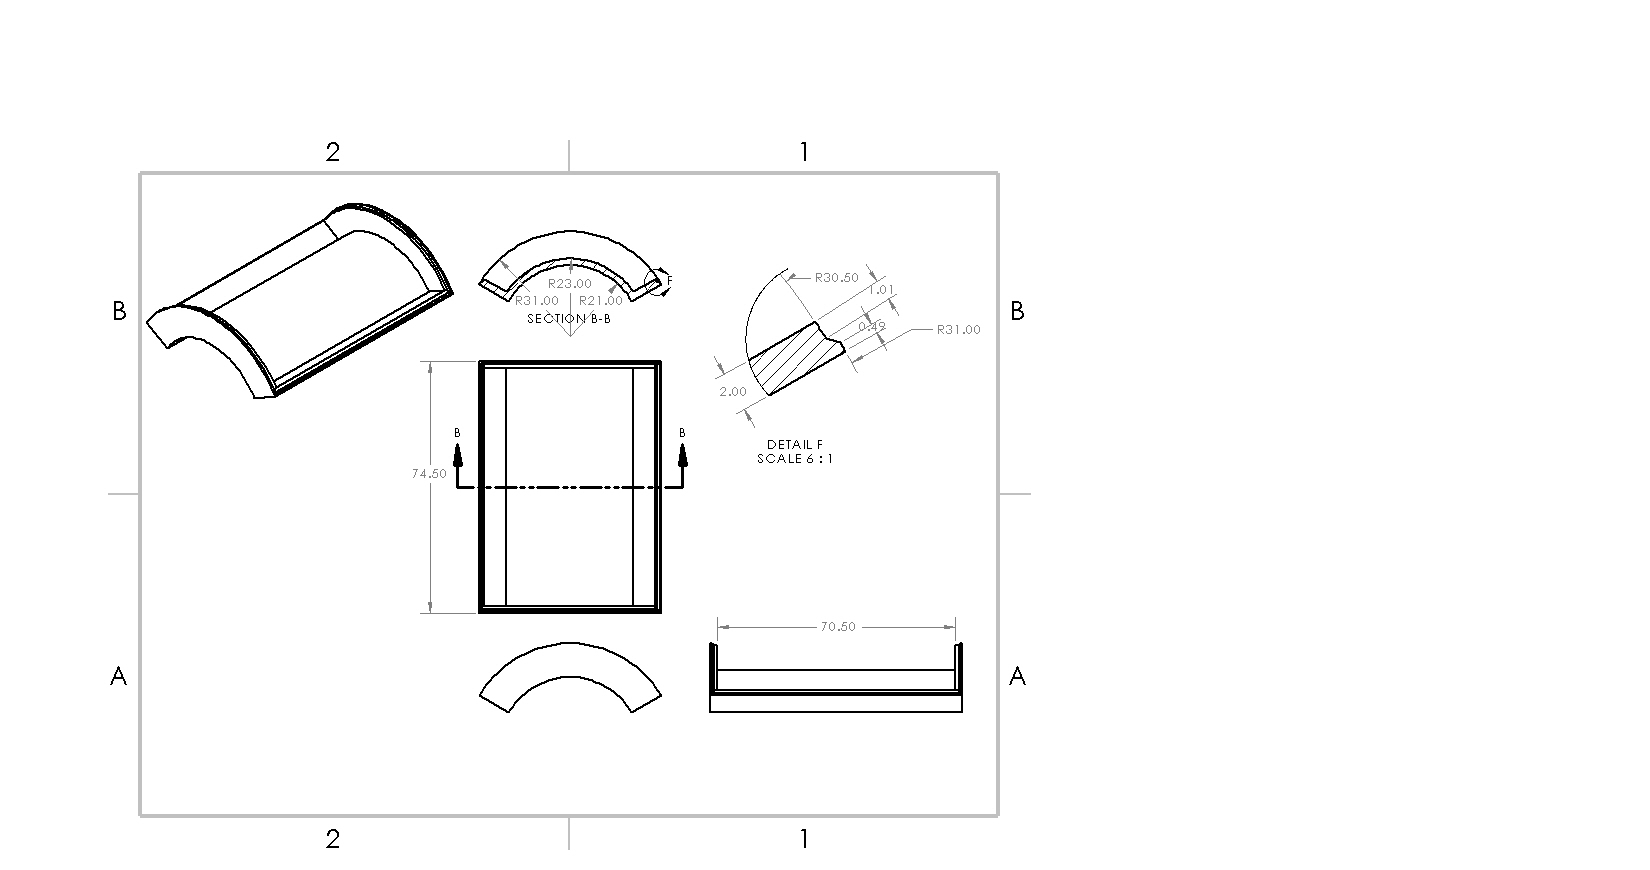 2
1
B
B
R23.00
R31.00
R21.00
F
SECTION B-B
R30.50
1.01
0.49
R31.00
2.00
DETAIL F
SCALE 6 : 1
B
B
74.50
70.50
A
A
2
1